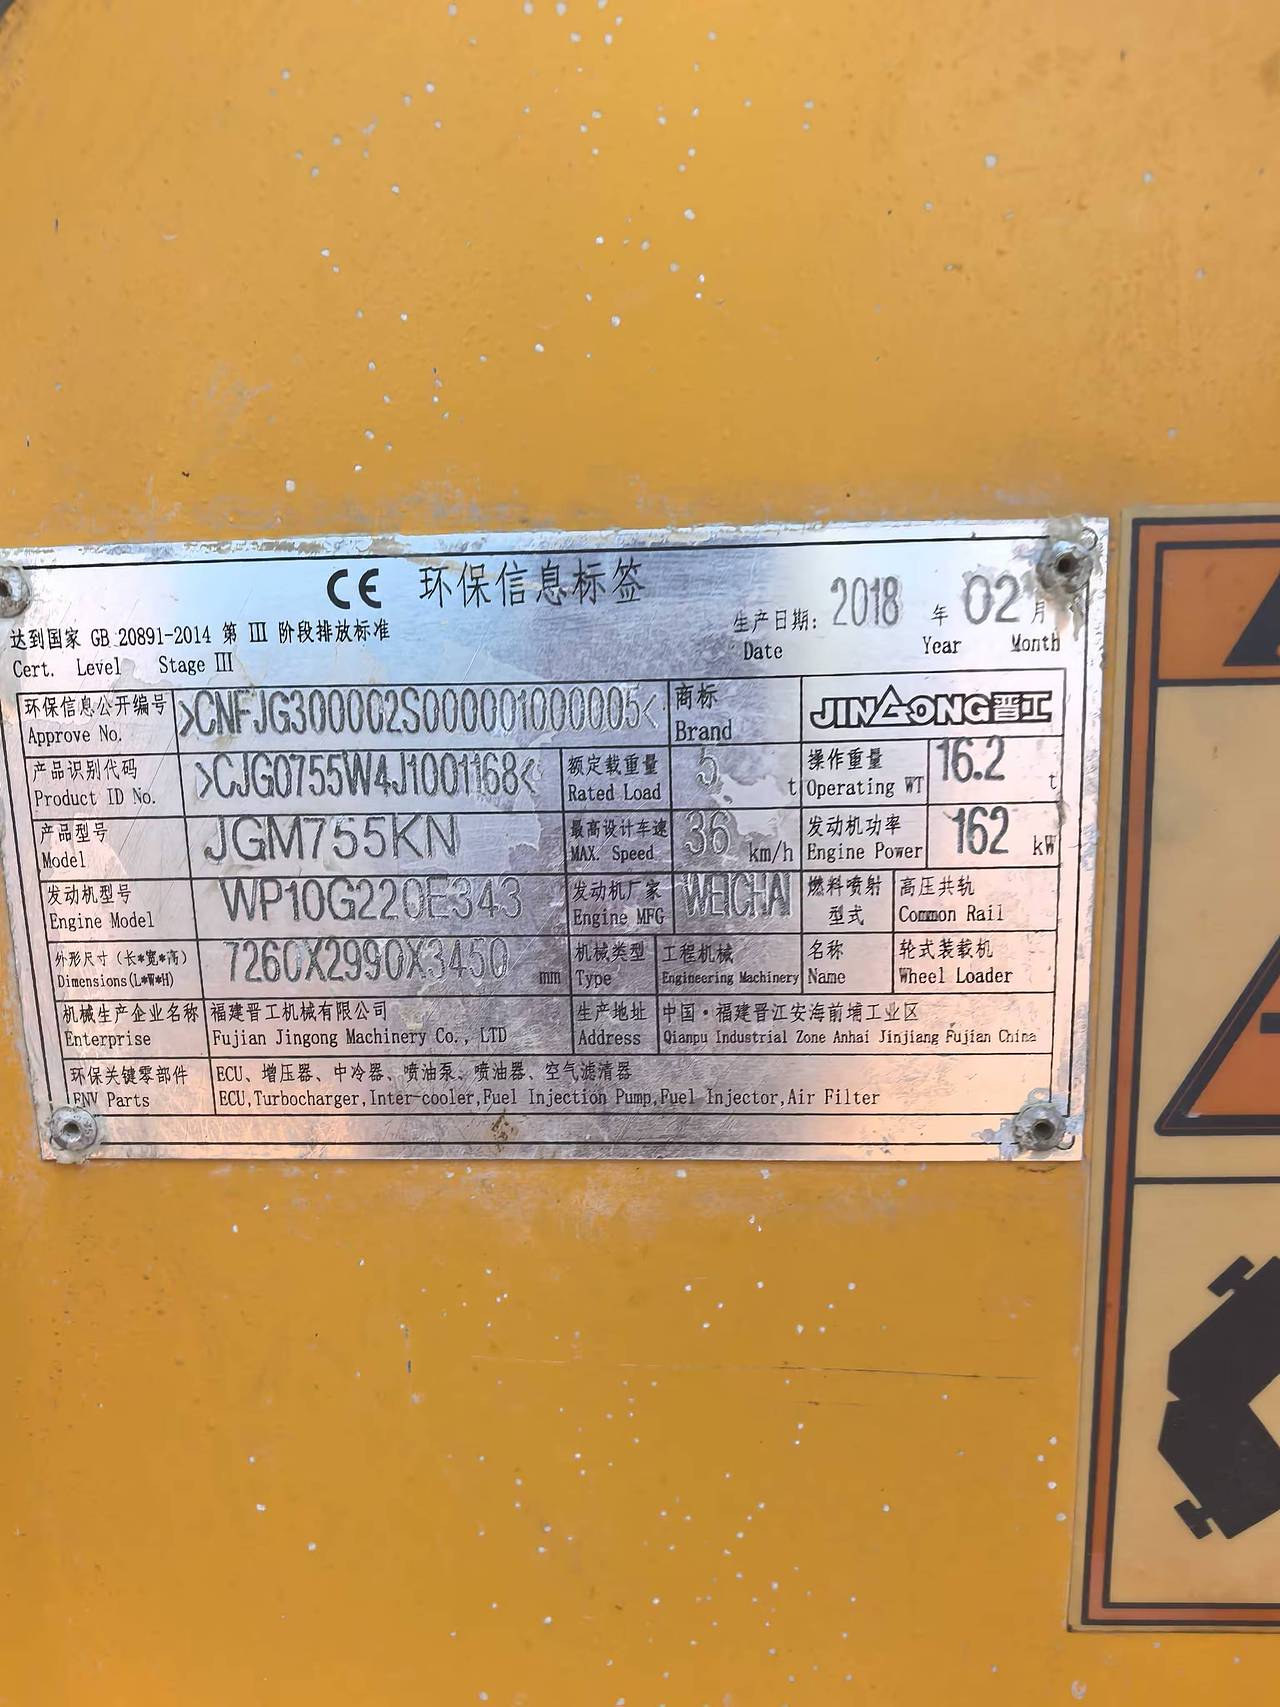 CE 环保信息标签
达到国家 GB 20891-2014 第 III 阶段排放标准
Cert. Level Stage III
生产日期: 2018 年 02 月
Date Year Month
环保信息公开编号 >CNFJG300002S000001000005< 商标 JINGONG晋工
Approve No. Brand
产品识别代码 >CJG0755W4J1001168< 额定载重量 5 t 操作重量 16.2 t
Product ID No. Rated Load Operating WT
产品型号 JGM755KN 最高设计车速 36 km/h 发动机功率 162 kW
Model MAX. Speed Engine Power
发动机型号 WP10G220E343 发动机厂家 WEICHAI 燃料喷射 高压共轨
Engine Model Engine MFG 型式 Common Rail
外形尺寸(长*宽*高) 7260X2990X3450 mm 机械类型 工程机械 名称 轮式装载机
Dimensions(L*W*H) Type Engineering Machinery Name Wheel Loader
机械生产企业名称 福建晋工机械有限公司 生产地址 中国·福建晋江安海前埔工业区
Enterprise Fujian Jingong Machinery Co., LTD Address Qianpu Industrial Zone Anhai Jinjiang Fujian China
环保关键零部件 ECU、增压器、中冷器、喷油泵、喷油器、空气滤清器
ENV Parts ECU,Turbocharger,Inter-cooler,Fuel Injection Pump,Fuel Injector,Air Filter